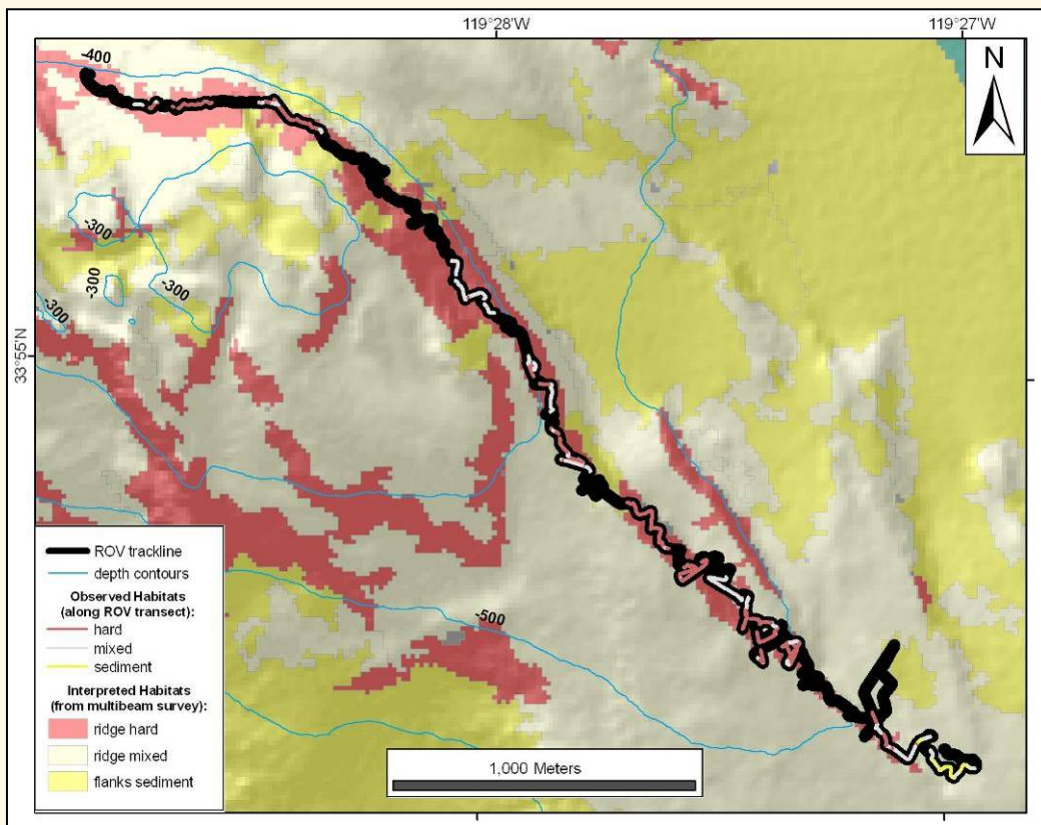 119°28'W
119°27'W
N
-400
-300
-300
-300
-300
33°55'N
-500
ROV trackline
depth contours
Observed Habitats
(along ROV transect):
hard
mixed
sediment
Interpreted Habitats
(from multibeam survey):
ridge hard
ridge mixed
flanks sediment
1,000 Meters